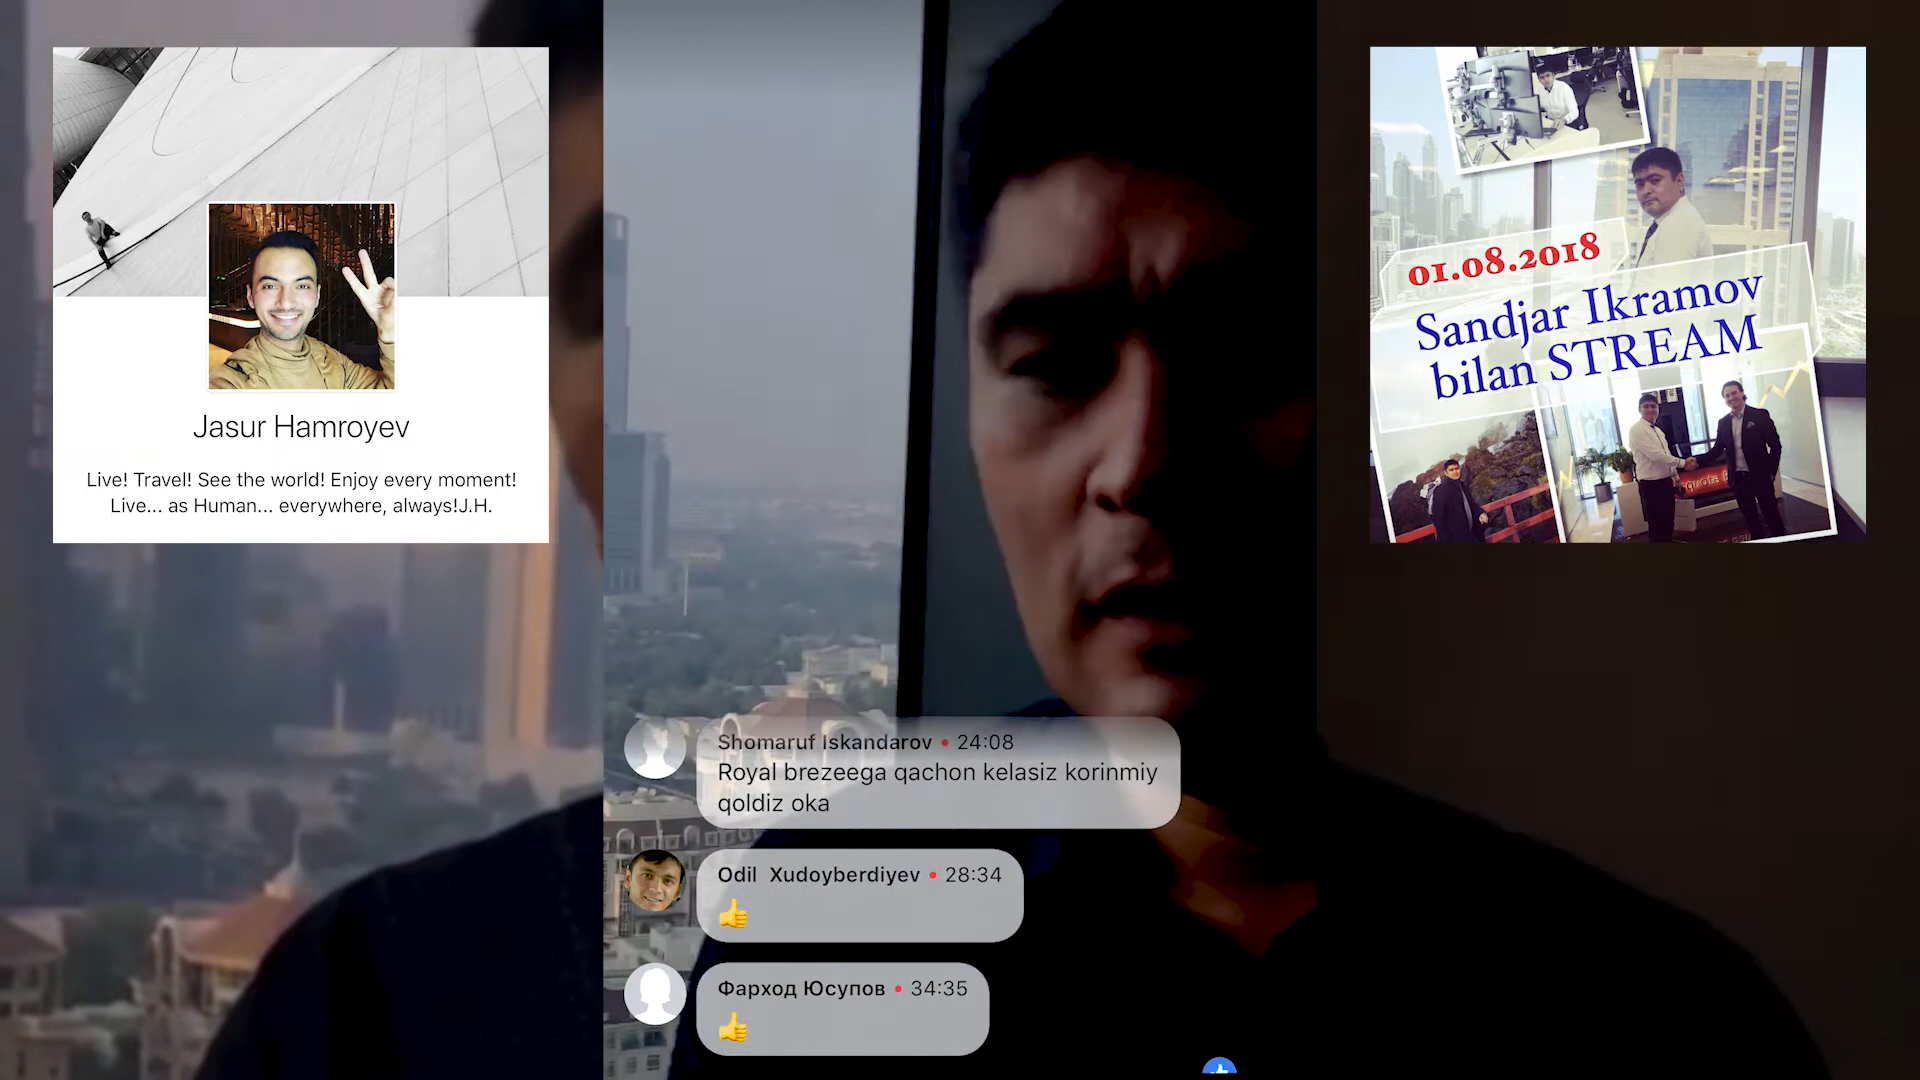 Jasur Hamroyev
Live! Travel! See the world! Enjoy every moment!
Live... as Human... everywhere, always!J.H.
01.08.2018
Sandjar Ikramov
bilan STREAM
Shomaruf Iskandarov • 24:08
Royal brezeega qachon kelasiz korinmiy
qoldiz oka
Odil Xudoyberdiyev • 28:34
👍
Фарход Юсупов • 34:35
👍